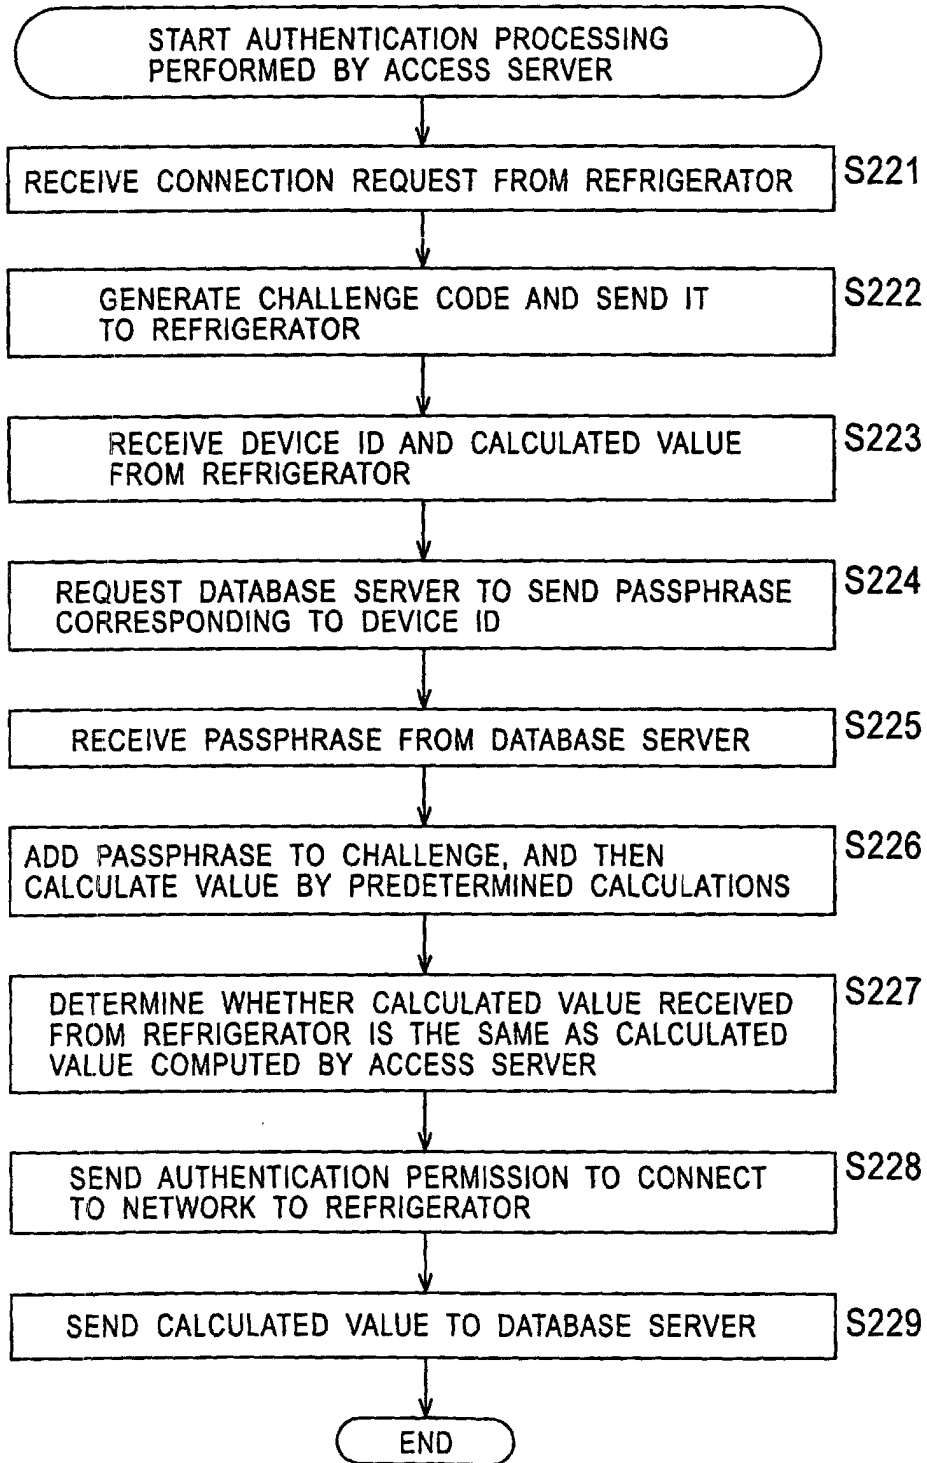 START AUTHENTICATION PROCESSING
PERFORMED BY ACCESS SERVER
RECEIVE CONNECTION REQUEST FROM REFRIGERATOR
S221
GENERATE CHALLENGE CODE AND SEND IT
TO REFRIGERATOR
S222
RECEIVE DEVICE ID AND CALCULATED VALUE
FROM REFRIGERATOR
S223
REQUEST DATABASE SERVER TO SEND PASSPHRASE
CORRESPONDING TO DEVICE ID
S224
RECEIVE PASSPHRASE FROM DATABASE SERVER
S225
ADD PASSPHRASE TO CHALLENGE, AND THEN
CALCULATE VALUE BY PREDETERMINED CALCULATIONS
S226
DETERMINE WHETHER CALCULATED VALUE RECEIVED
FROM REFRIGERATOR IS THE SAME AS CALCULATED
VALUE COMPUTED BY ACCESS SERVER
S227
SEND AUTHENTICATION PERMISSION TO CONNECT
TO NETWORK TO REFRIGERATOR
S228
SEND CALCULATED VALUE TO DATABASE SERVER
S229
END